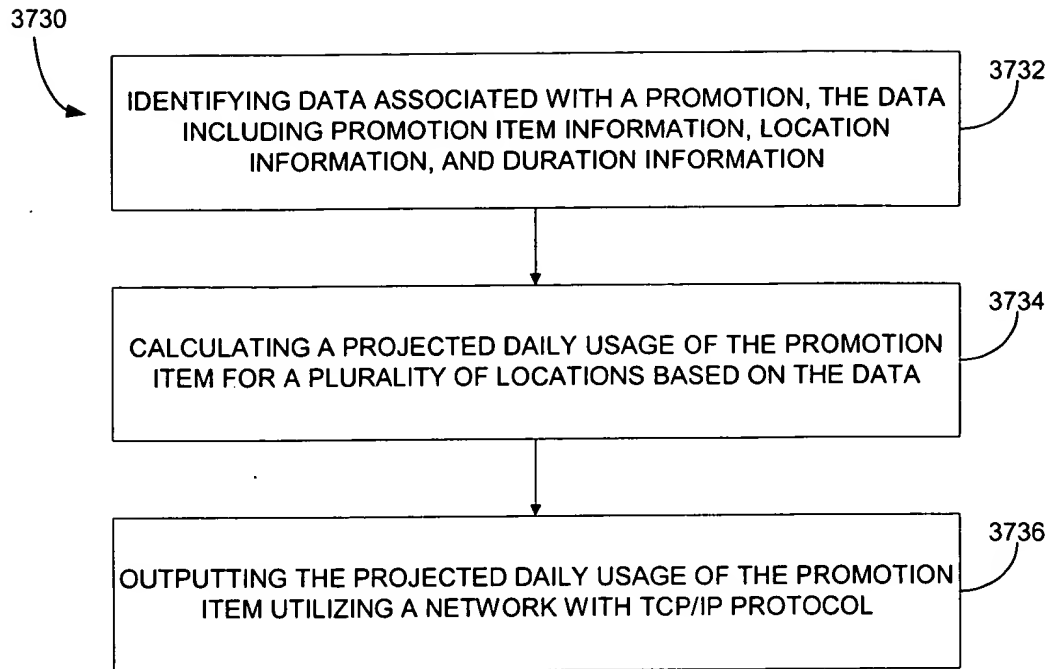 3730
3732
IDENTIFYING DATA ASSOCIATED WITH A PROMOTION, THE DATA
INCLUDING PROMOTION ITEM INFORMATION, LOCATION
INFORMATION, AND DURATION INFORMATION
3734
CALCULATING A PROJECTED DAILY USAGE OF THE PROMOTION
ITEM FOR A PLURALITY OF LOCATIONS BASED ON THE DATA
3736
OUTPUTTING THE PROJECTED DAILY USAGE OF THE PROMOTION
ITEM UTILIZING A NETWORK WITH TCP/IP PROTOCOL